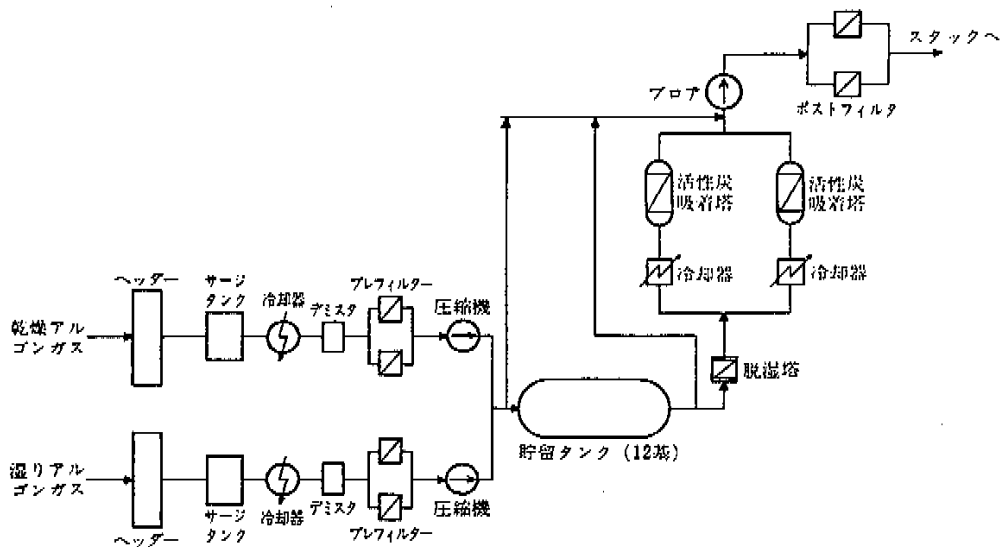 スタックへ
ブロア
ポストフィルタ
活性炭
吸着塔
活性炭
吸着塔
冷却器
冷却器
脱湿塔
ヘッダー
サージ
タンク
冷却器
デミスタ
プレフィルター
圧縮機
乾燥アル
ゴンガス
貯留タンク (12基)
湿りアル
ゴンガス
ヘッダー
サージ
タンク
冷却器
デミスタ
プレフィルター
圧縮機